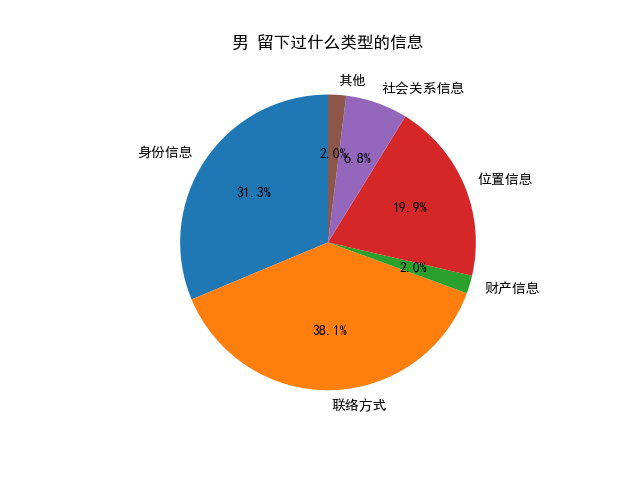 男 留下过什么类型的信息
其他
社会关系信息
身份信息
2.0%
6.8%
位置信息
31.3%
19.9%
2.0%
财产信息
38.1%
联络方式